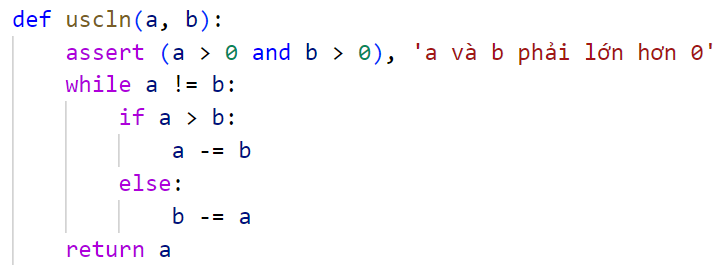 def uscln(a, b):
    assert (a > 0 and b > 0), 'a và b phải lớn hơn 0'
    while a != b:
        if a > b:
            a -= b
        else:
            b -= a
    return a